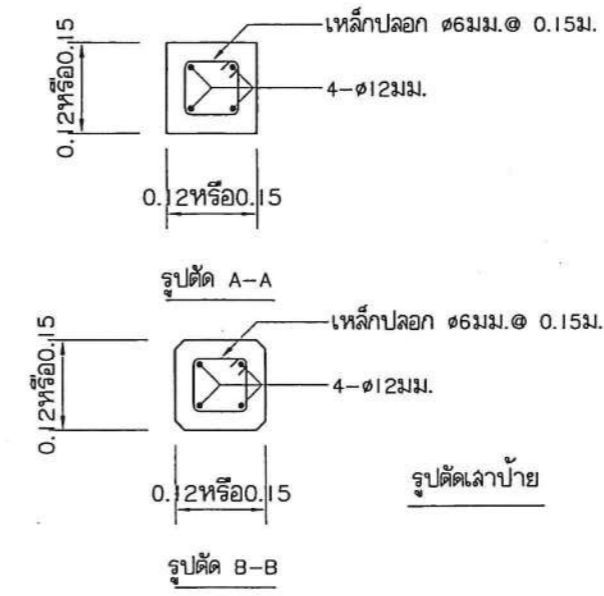 เหล็กปลอก ø6มม.@ 0.15ม.
0.12หรือ0.15
4-ø12มม.
0.12หรือ0.15
รูปตัด A-A
เหล็กปลอก ø6มม.@ 0.15ม.
0.12หรือ0.15
4-ø12มม.
0.12หรือ0.15
รูปตัดเสาป้าย
รูปตัด B-B